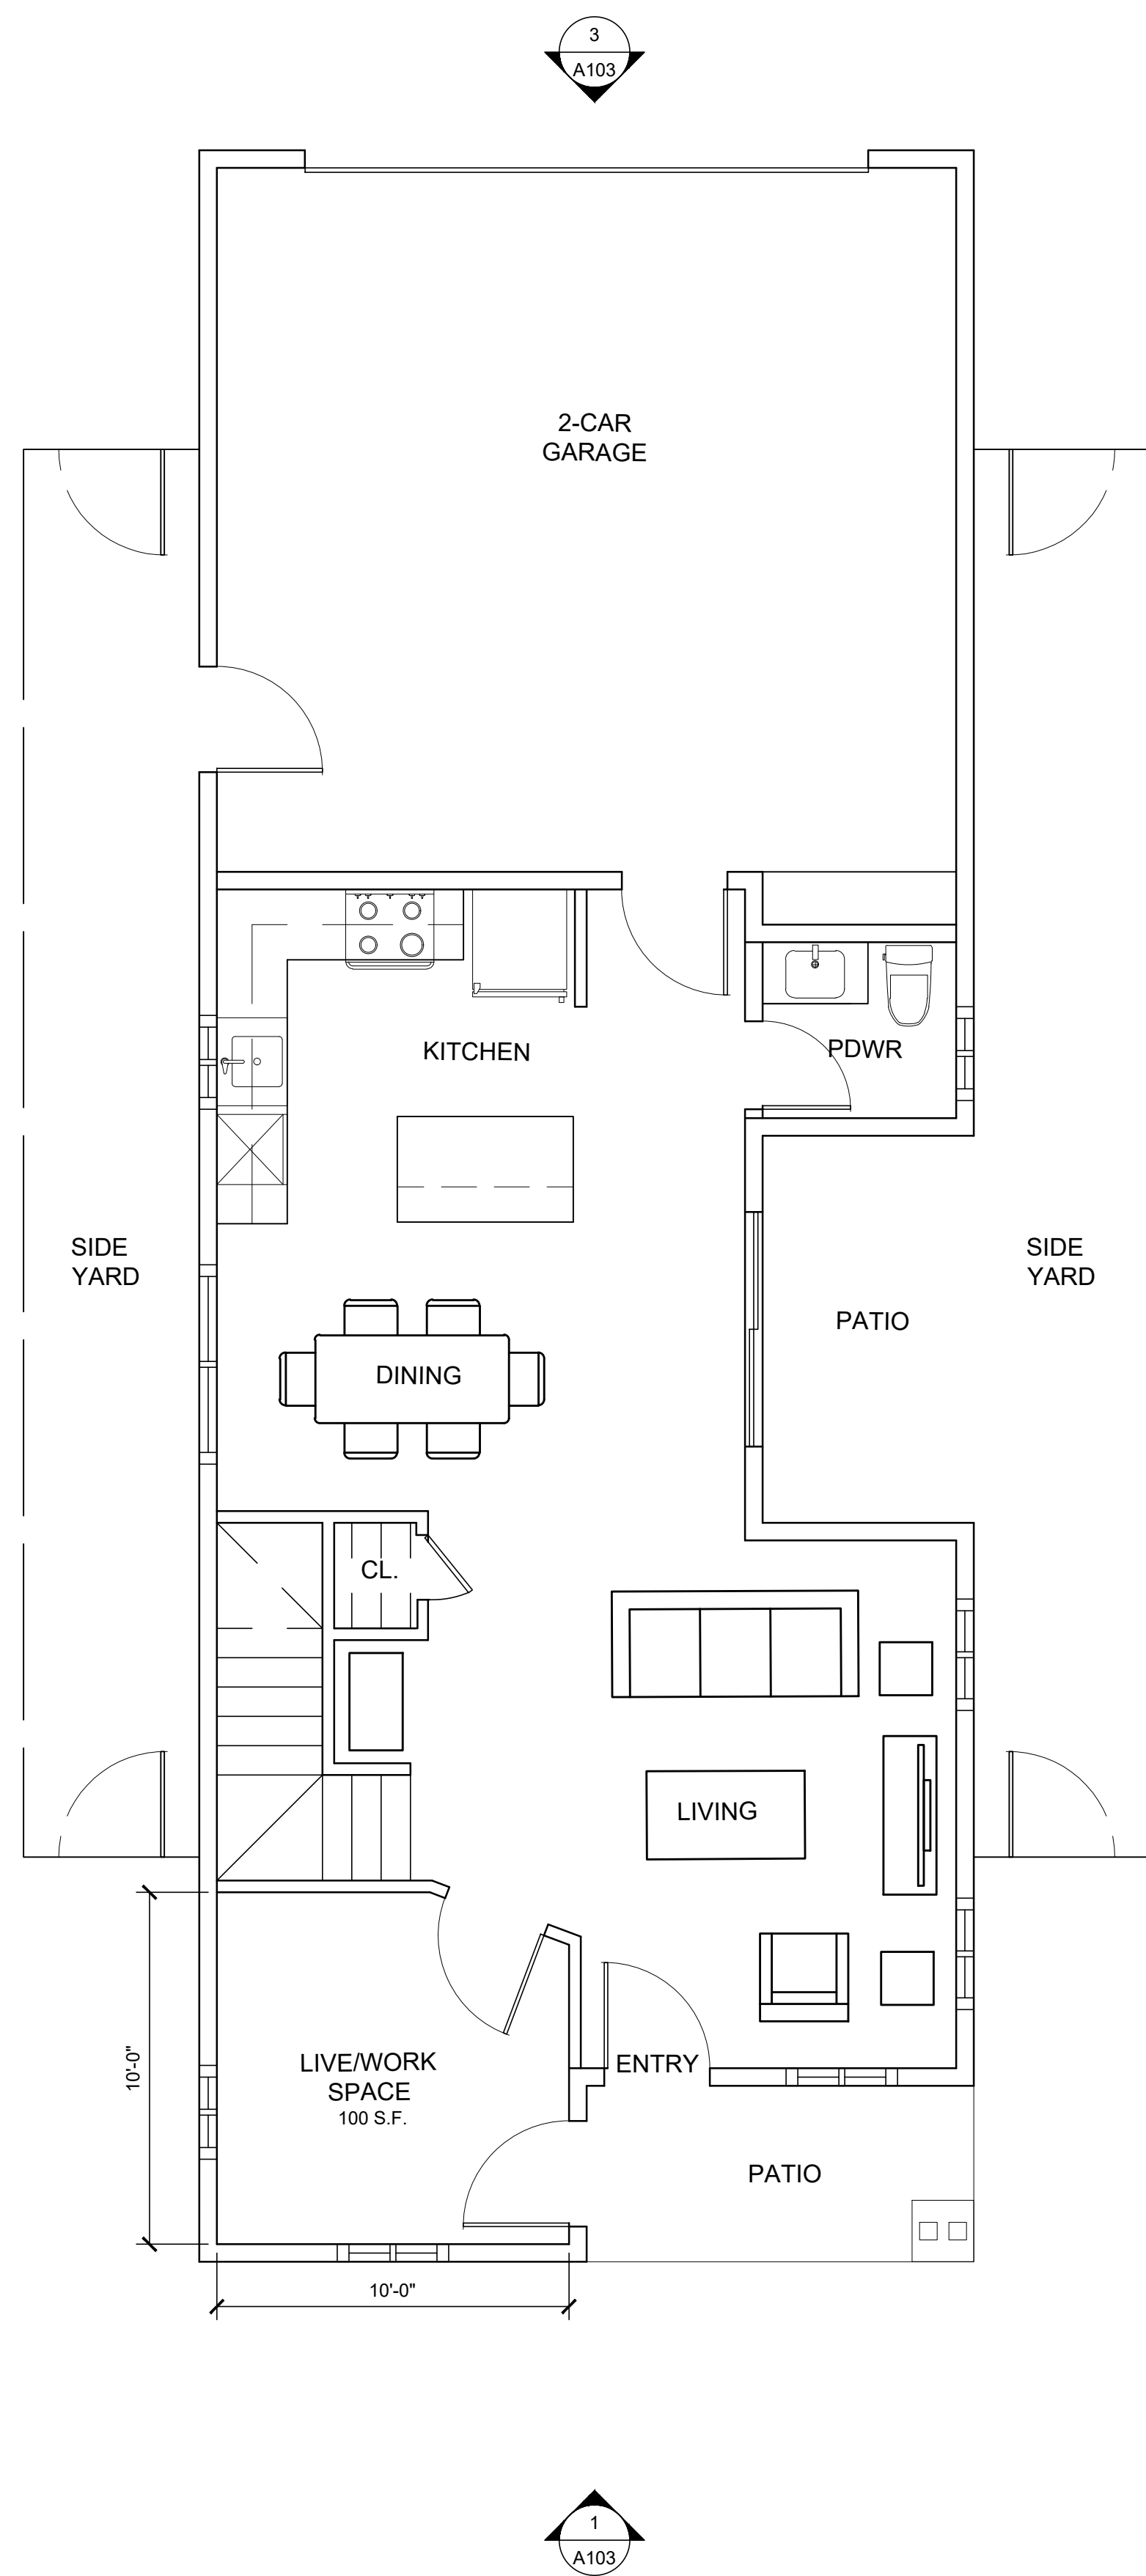 3
A103
2-CAR
GARAGE
KITCHEN
PDWR
SIDE
YARD
SIDE
YARD
PATIO
DINING
CL.
LIVING
10'-0"
LIVE/WORK
SPACE
100 S.F.
ENTRY
PATIO
10'-0"
1
A103